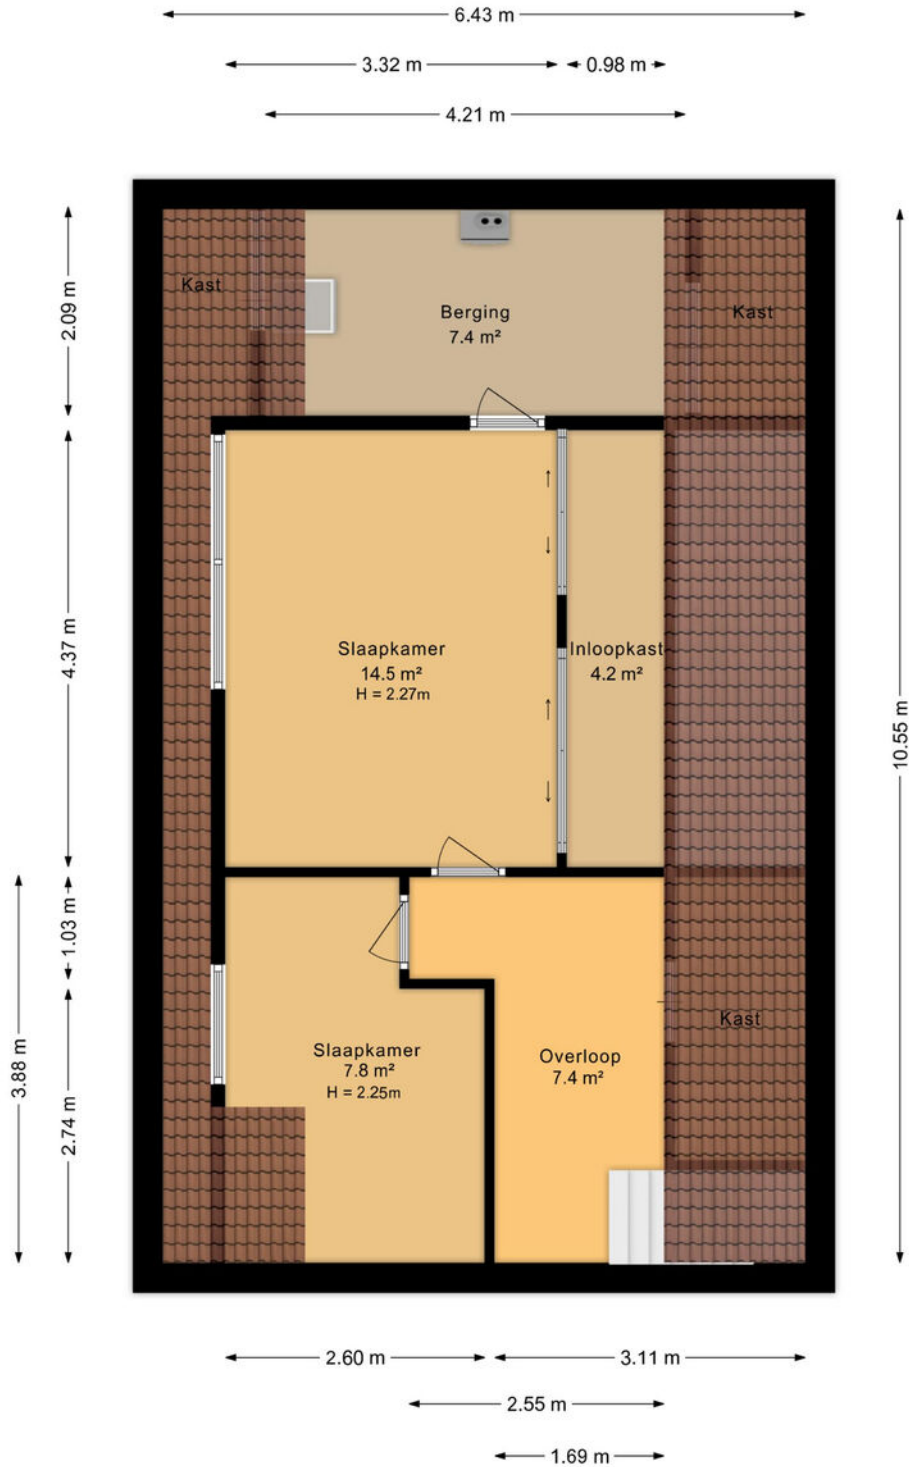 6.43 m
3.32 m
0.98 m
4.21 m
2.09 m
Kast
Berging
7.4 m²
Kast
4.37 m
10.55 m
Slaapkamer
14.5 m²
H = 2.27m
Inloopkast
4.2 m²
1.03 m
3.88 m
2.74 m
Slaapkamer
7.8 m²
H = 2.25m
Overloop
7.4 m²
Kast
2.60 m
3.11 m
2.55 m
1.69 m